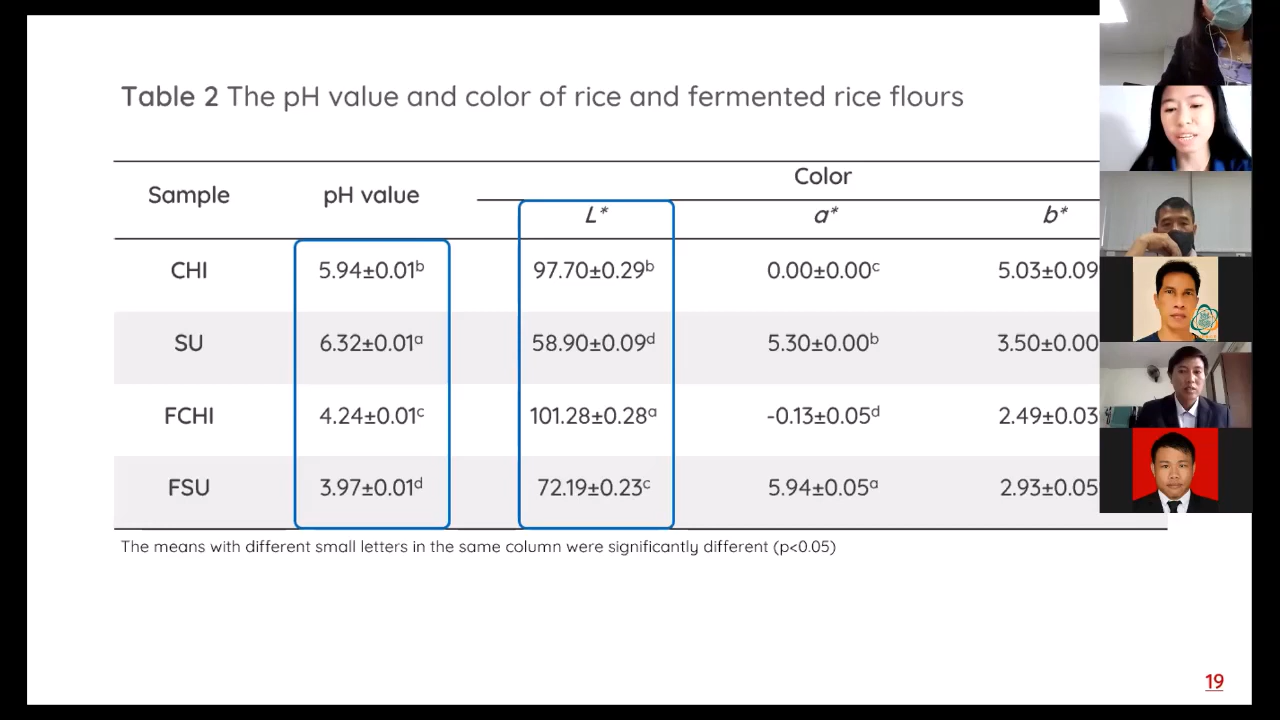 Table 2 The pH value and color of rice and fermented rice flours
Sample pH value Color
L* a* b*
CHI 5.94±0.01b 97.70±0.29b 0.00±0.00c 5.03±0.09
SU 6.32±0.01a 58.90±0.09d 5.30±0.00b 3.50±0.00
FCHI 4.24±0.01c 101.28±0.28a -0.13±0.05d 2.49±0.03
FSU 3.97±0.01d 72.19±0.23c 5.94±0.05a 2.93±0.05
The means with different small letters in the same column were significantly different (p<0.05)
19